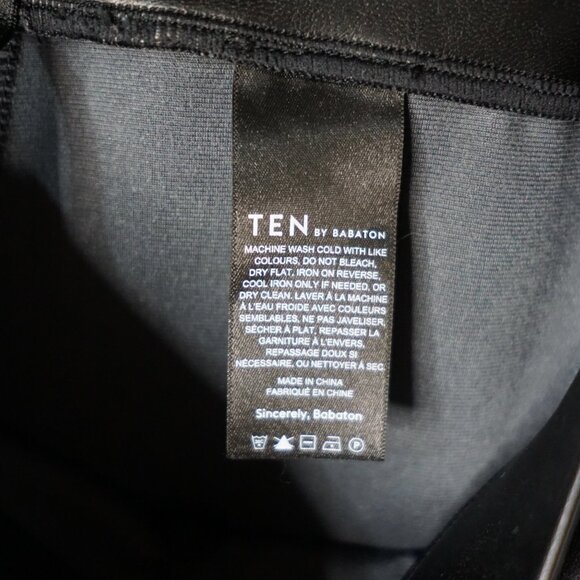 TEN BY BABATON
MACHINE WASH COLD WITH LIKE
COLOURS, DO NOT BLEACH,
DRY FLAT, IRON ON REVERSE,
COOL IRON ONLY IF NEEDED, OR
DRY CLEAN. LAVER À LA MACHINE
À L'EAU FROIDE AVEC COULEURS
SEMBLABLES, NE PAS JAVELISER,
SÉCHER À PLAT, REPASSER LA
GARNITURE À L'ENVERS,
REPASSAGE DOUX SI
NÉCESSAIRE, OU NETTOYER À SEC
MADE IN CHINA
FABRIQUÉ EN CHINE
Sincerely, Babaton
P